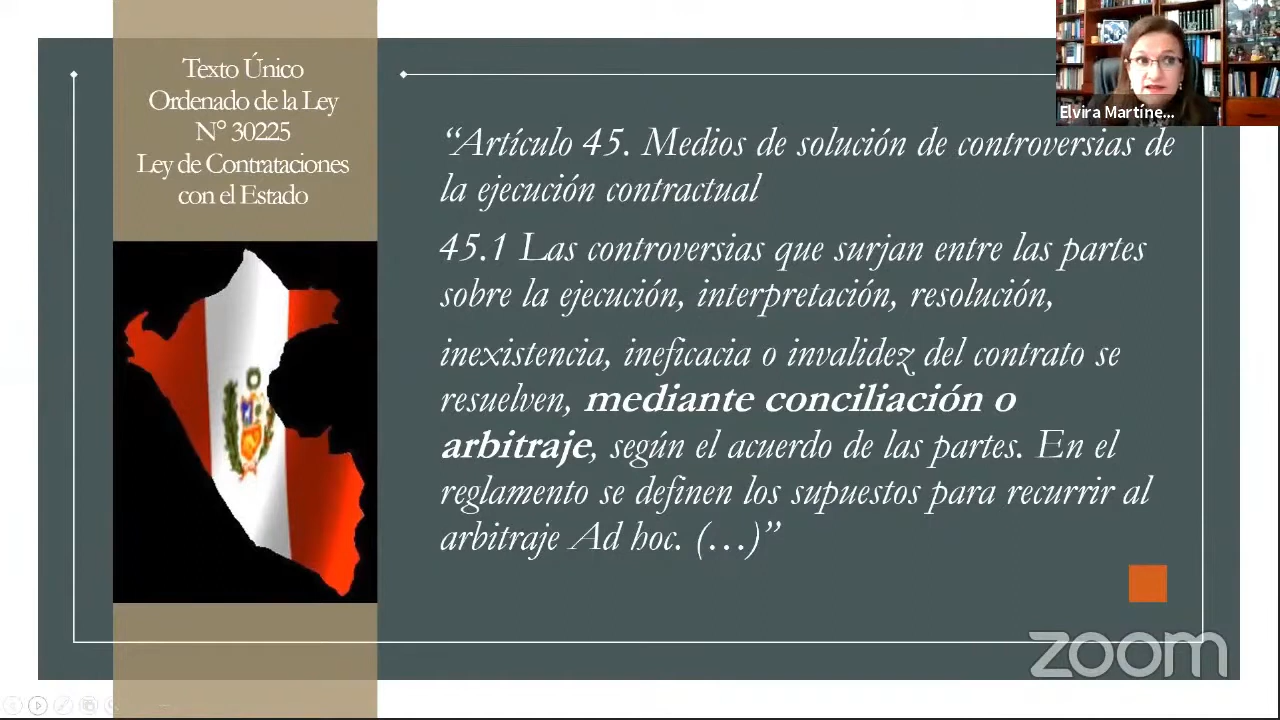 Texto Único
Ordenado de la Ley
N° 30225
Ley de Contrataciones
con el Estado
Elvira Martíne...
“Artículo 45. Medios de solución de controversias de
la ejecución contractual
45.1 Las controversias que surjan entre las partes
sobre la ejecución, interpretación, resolución,
inexistencia, ineficacia o invalidez del contrato se
resuelven, mediante conciliación o
arbitraje, según el acuerdo de las partes. En el
reglamento se definen los supuestos para recurrir al
arbitraje Ad hoc. (…)”
zoom